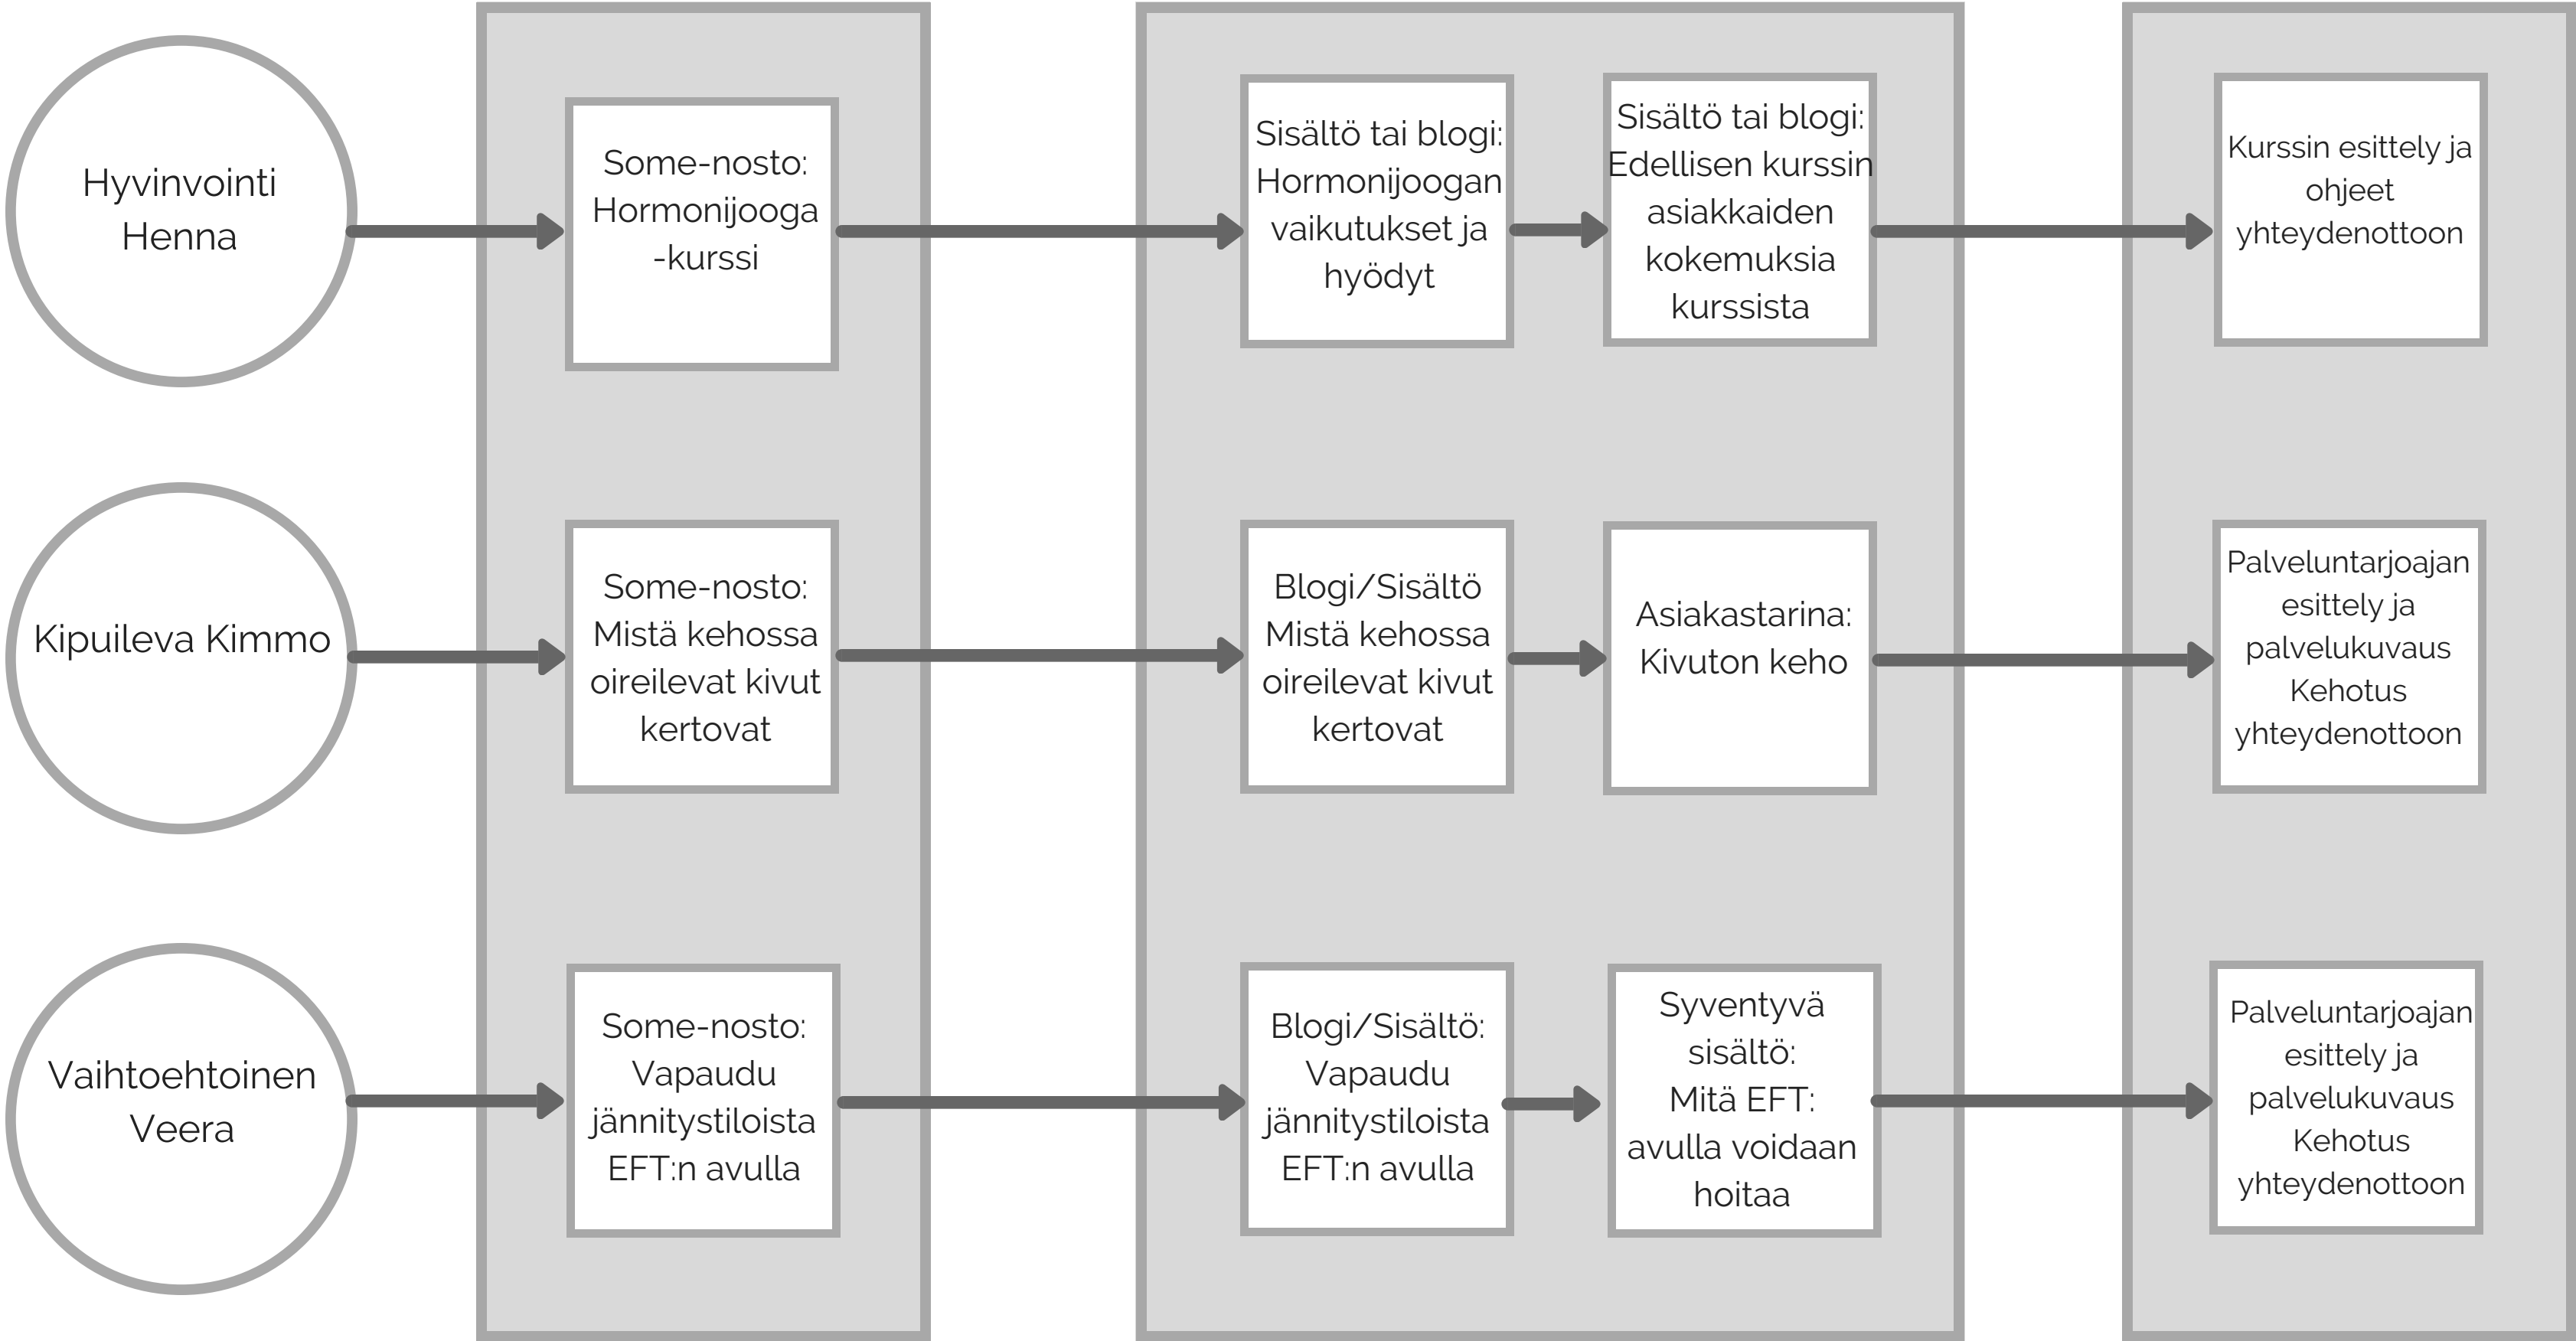 Hyvinvointi
Henna
Some-nosto:
Hormonijooga
-kurssi
Sisältö tai blogi:
Hormonijoogan
vaikutukset ja
hyödyt
Sisältö tai blogi:
Edellisen kurssin
asiakkaiden
kokemuksia
kurssista
Kurssin esittely ja
ohjeet
yhteydenottoon
Kipuileva Kimmo
Some-nosto:
Mistä kehossa
oireilevat kivut
kertovat
Blogi/Sisältö
Mistä kehossa
oireilevat kivut
kertovat
Asiakastarina:
Kivuton keho
Palveluntarjoajan
esittely ja
palvelukuvaus
Kehotus
yhteydenottoon
Vaihtoehtoinen
Veera
Some-nosto:
Vapaudu
jännitystiloista
EFT:n avulla
Blogi/Sisältö:
Vapaudu
jännitystiloista
EFT:n avulla
Syventyvä
sisältö:
Mitä EFT:
avulla voidaan
hoitaa
Palveluntarjoajan
esittely ja
palvelukuvaus
Kehotus
yhteydenottoon